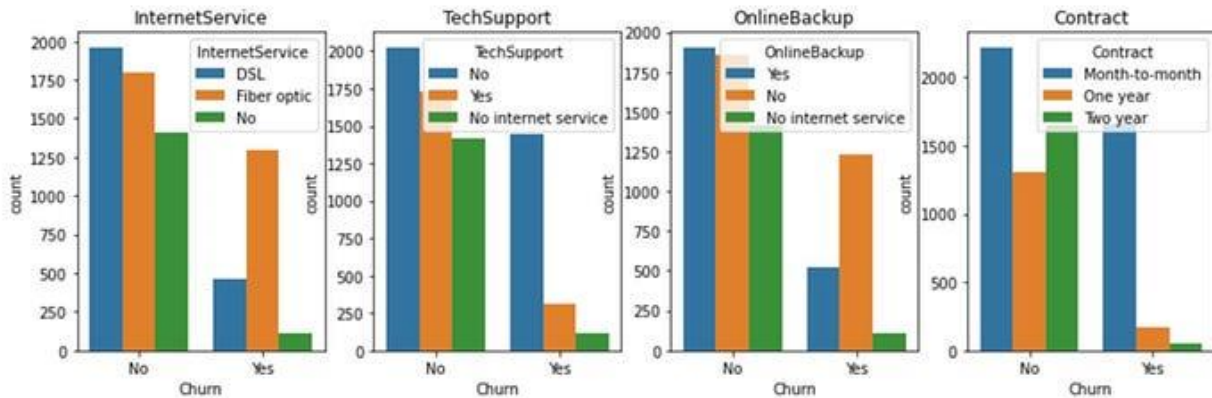 InternetService
2000
1750
1500
1250
1000
750
500
250
0
count
InternetService
DSL
Fiber optic
No
No
Yes
Churn
TechSupport
2000
1750
1500
1250
1000
750
500
250
0
count
TechSupport
No
Yes
No internet service
No
Yes
Churn
OnlineBackup
2000
1750
1500
1250
1000
750
500
250
0
count
OnlineBackup
Yes
No
No internet service
No
Yes
Churn
Contract
2000
1500
1000
500
0
count
Contract
Month-to-month
One year
Two year
No
Yes
Churn